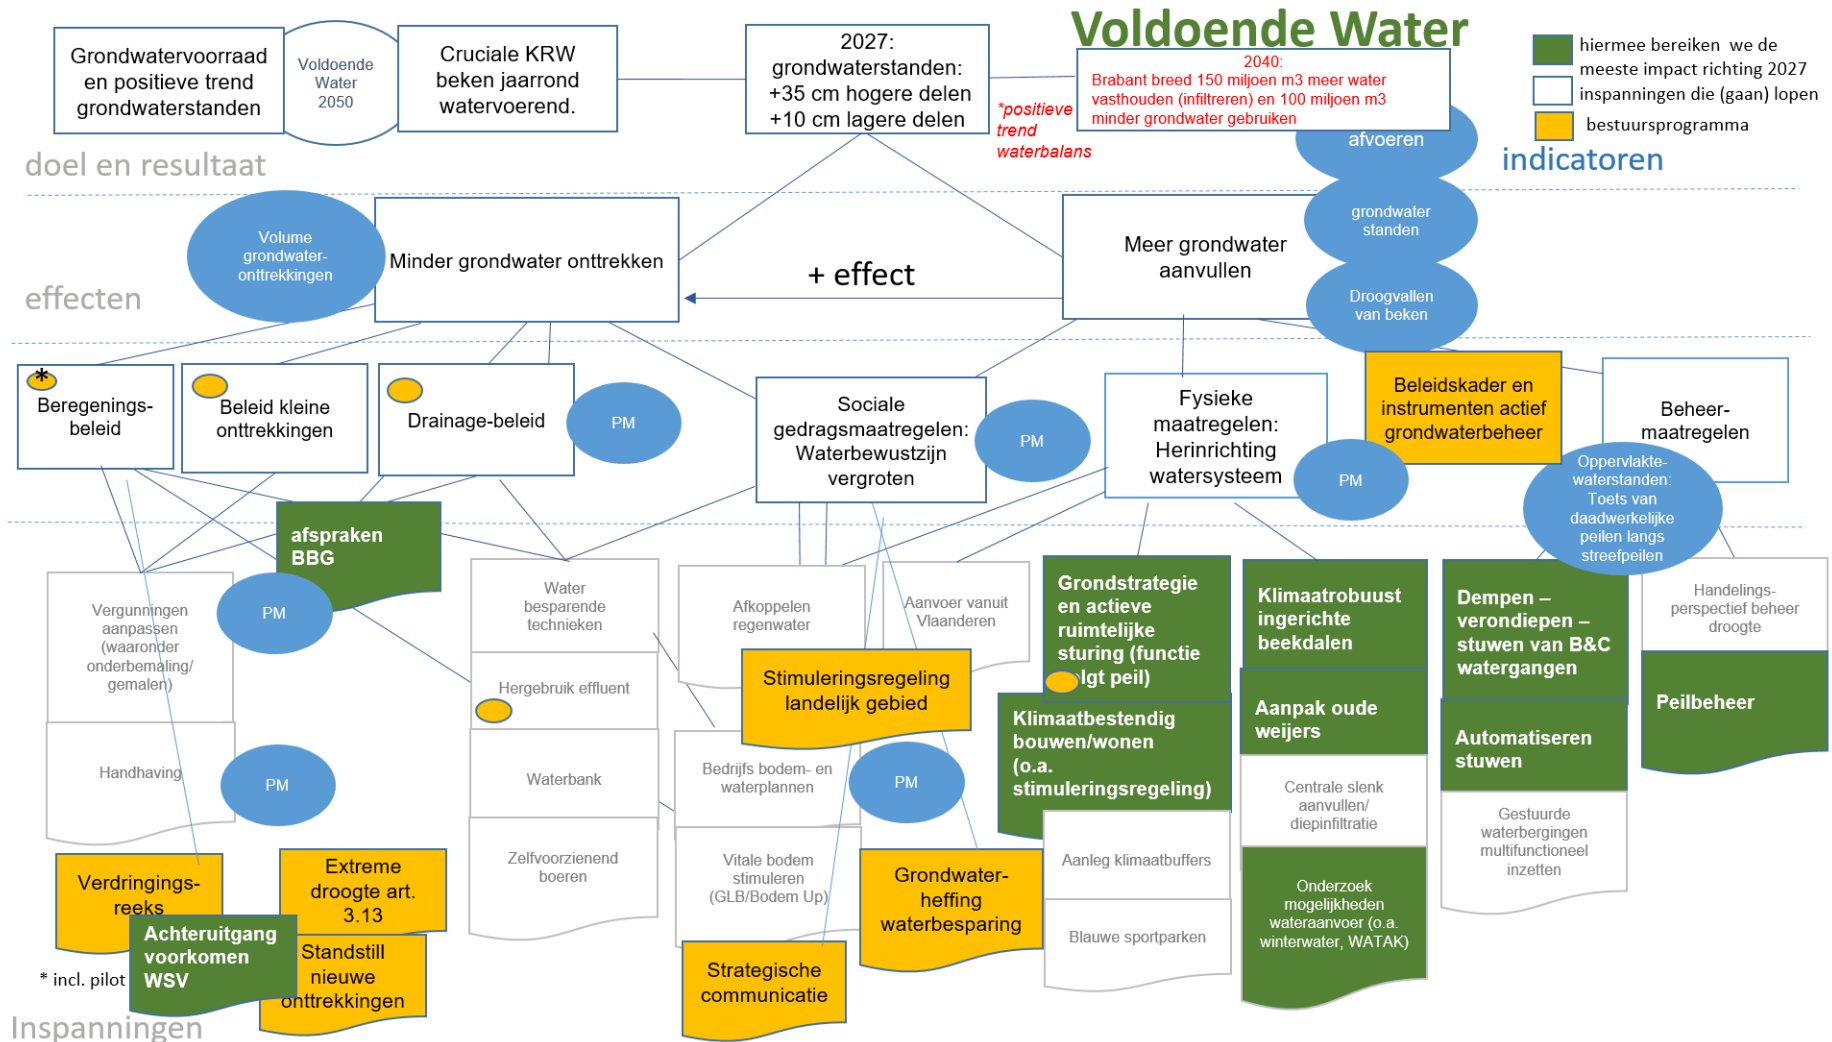 Voldoende Water
Grondwatervoorraad
en positieve trend
grondwaterstanden
Voldoende
Water
2050
Cruciale KRW
beken jaarrond
watervoerend.
2027:
grondwaterstanden:
+35 cm hogere delen
+10 cm lagere delen
*positieve
trend
waterbalans
2040:
Brabant breed 150 miljoen m3 meer water
vasthouden (infiltreren) en 100 miljoen m3
minder grondwater gebruiken
afvoeren
hiermee bereiken we de
meeste impact richting 2027
inspanningen die (gaan) lopen
bestuursprogramma
indicatoren
doel en resultaat
Volume
grondwater-
onttrekkingen
Minder grondwater onttrekken
+ effect
Meer grondwater
aanvullen
grondwater
standen
Droogvallen
van beken
effecten
*
Beregenings-
beleid
Beleid kleine
onttrekkingen
Drainage-beleid
PM
Sociale
gedragsmaatregelen:
Waterbewustzijn
vergroten
PM
Fysieke
maatregelen:
Herinrichting
watersysteem
PM
Beleidskader en
instrumenten actief
grondwaterbeheer
Beheer-
maatregelen
Oppervlakte-
waterstanden:
Toets van
daadwerkelijke
peilen langs
streefpeilen
afspraken
BBG
Vergunningen
aanpassen
(waaronder
onderbemaling/
gemalen)
PM
Handhaving
PM
Verdringings-
reeks
Extreme
droogte art.
3.13
Achteruitgang
voorkomen
WSV
Standstill
nieuwe
onttrekkingen
* incl. pilot
Water
besparende
technieken
Hergebruik effluent
Waterbank
Zelfvoorzienend
boeren
Afkoppelen
regenwater
Aanvoer vanuit
Vlaanderen
Stimuleringsregeling
landelijk gebied
Bedrijfs bodem- en
waterplannen
PM
Vitale bodem
stimuleren
(GLB/Bodem Up)
Grondwater-
heffing
waterbesparing
Strategische
communicatie
Grondstrategie
en actieve
ruimtelijke
sturing (functie
lgt peil)
Klimaatbestendig
bouwen/wonen
(o.a.
stimuleringsregeling)
Aanleg klimaatbuffers
Blauwe sportparken
Klimaatrobuust
ingerichte
beekdalen
Aanpak oude
weijers
Centrale slenk
aanvullen/
diepinfiltratie
Onderzoek
mogelijkheden
wateraanvoer (o.a.
winterwater, WATAK)
Dempen –
verondiepen –
stuwen van B&C
watergangen
Automatiseren
stuwen
Gestuurde
waterbergingen
multifunctioneel
inzetten
Handelings-
perspectief beheer
droogte
Peilbeheer
Inspanningen